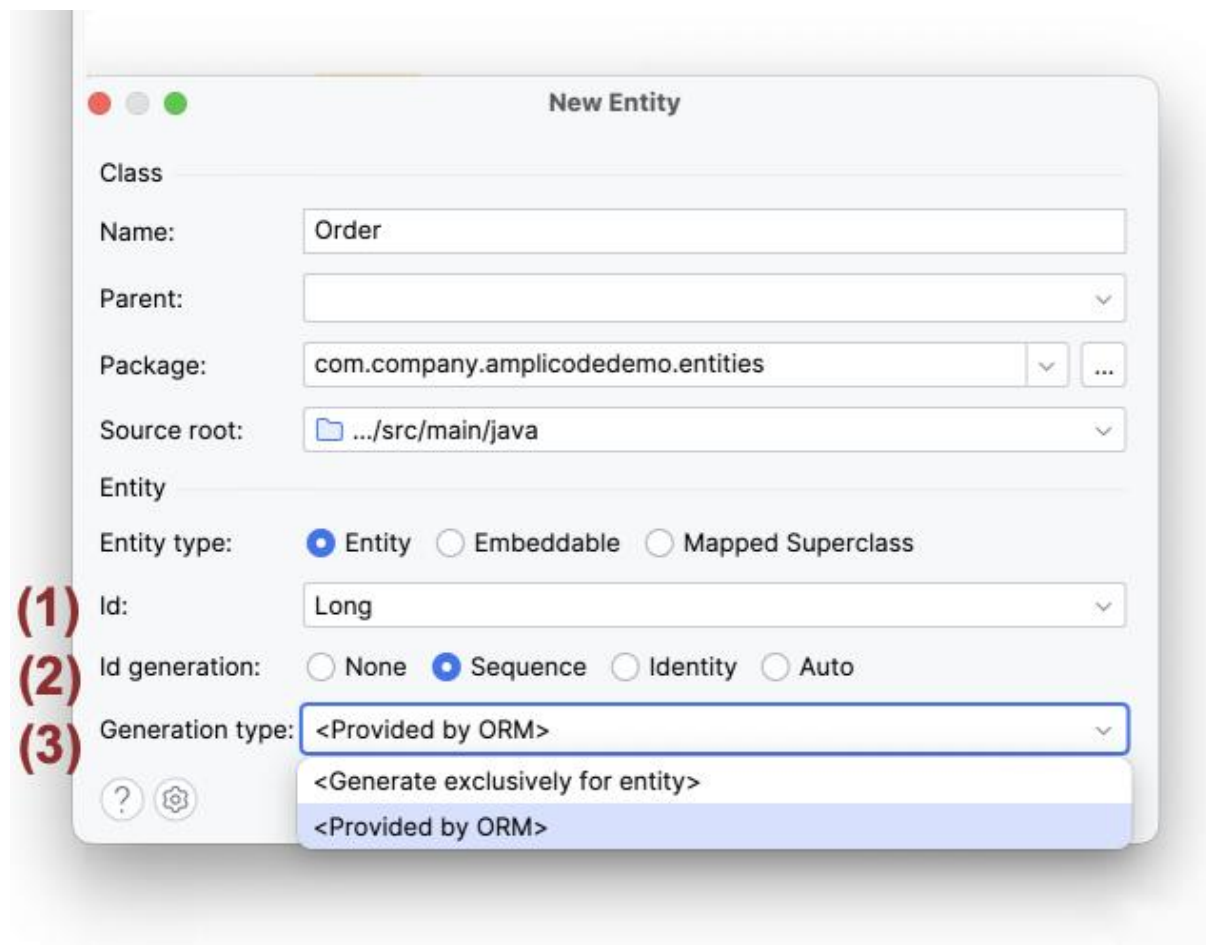 New Entity
Class
Name: Order
Parent:
Package: com.company.amplicodedemo.entities ...
Source root: .../src/main/java
Entity
Entity type: Entity Embeddable Mapped Superclass
(1) Id: Long
(2) Id generation: None Sequence Identity Auto
(3) Generation type: <Provided by ORM>
<Generate exclusively for entity>
? <Provided by ORM>